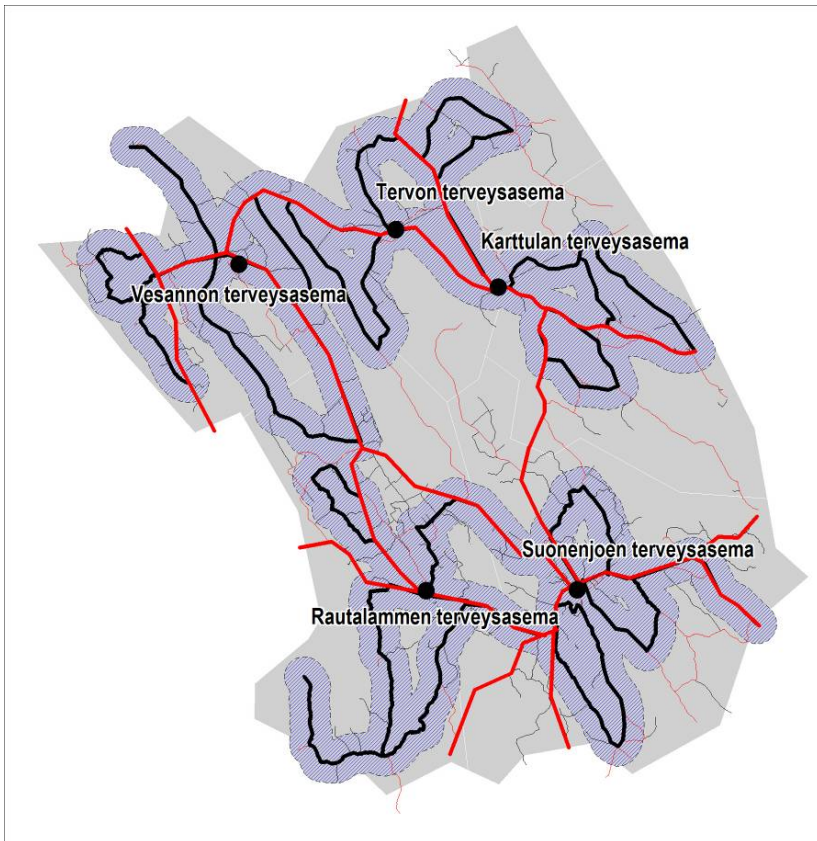 Tervon terveysasema
Karttulan terveysasema
Vesannon terveysasema
Suonenjoen terveysasema
Rautalammen terveysasema